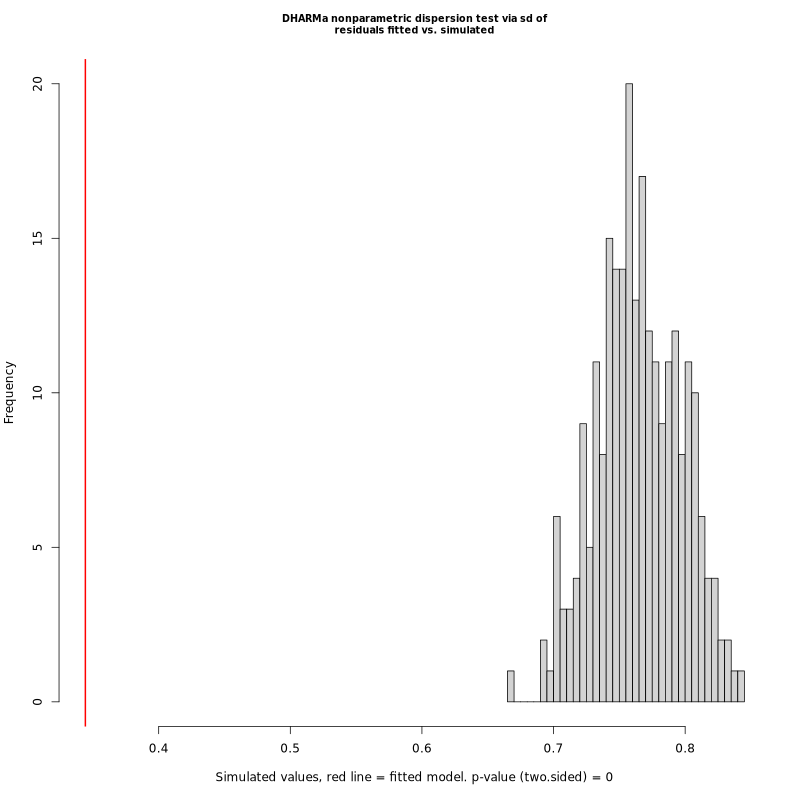 DHARMa nonparametric dispersion test via sd of
residuals fitted vs. simulated
Frequency
20
15
10
5
0
0.4 0.5 0.6 0.7 0.8
Simulated values, red line = fitted model. p-value (two.sided) = 0